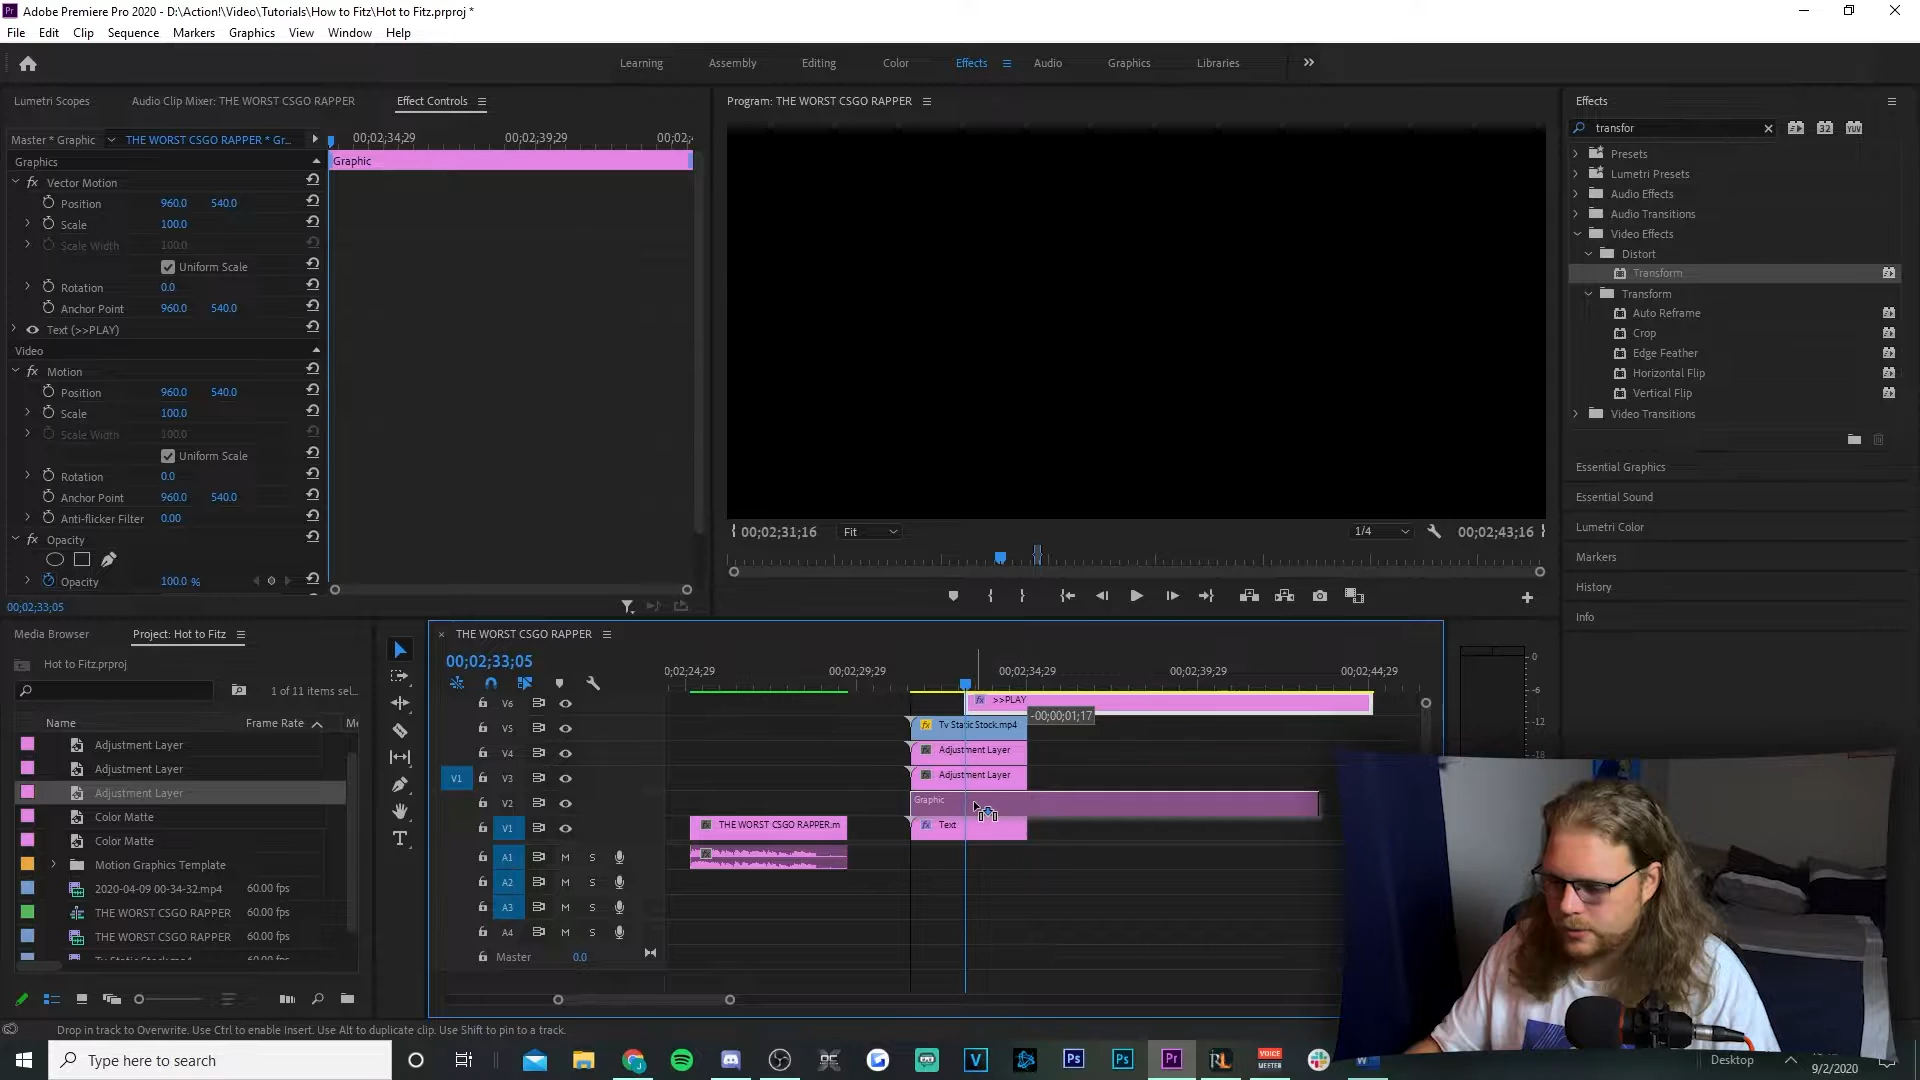 Adobe Premiere Pro 2020 - D:\Action!\Video\Tutorials\How to Fitz\Hot to Fitz.prproj *
File Edit Clip Sequence Markers Graphics View Window Help
Learning Assembly Editing Color Effects Audio Graphics Libraries
Lumetri Scopes Audio Clip Mixer: THE WORST CSGO RAPPER Effect Controls
Master * Graphic THE WORST CSGO RAPPER * Gr... 00;02;34;29 00;02;39;29 00;02;
Graphics Graphic
Vector Motion
Position 960.0 540.0
Scale 100.0
Scale Width 100.0
Uniform Scale
Rotation 0.0
Anchor Point 960.0 540.0
Text (>>PLAY)
Video
Motion
Position 960.0 540.0
Scale 100.0
Scale Width 100.0
Uniform Scale
Rotation 0.0
Anchor Point 960.0 540.0
Anti-flicker Filter 0.00
Opacity
Opacity 100.0 %
00;02;33;05
Program: THE WORST CSGO RAPPER
00;02;31;16 Fit 1/4 00;02;43;16
Effects
transfor
32 YUV
Presets
Lumetri Presets
Audio Effects
Audio Transitions
Video Effects
Distort
Transform
Transform
Auto Reframe
Crop
Edge Feather
Horizontal Flip
Vertical Flip
Video Transitions
Essential Graphics
Essential Sound
Lumetri Color
Markers
History
Info
Media Browser Project: Hot to Fitz
Hot to Fitz.prproj
1 of 11 items sel...
Name Frame Rate
Adjustment Layer
Adjustment Layer
Adjustment Layer
Color Matte
Color Matte
Motion Graphics Template
2020-04-09 00-34-32.mp4 60.00 fps
THE WORST CSGO RAPPER 60.00 fps
THE WORST CSGO RAPPER 60.00 fps
Tv Static Stock.mp4 60.00 fps
THE WORST CSGO RAPPER
00;02;33;05
0;02;24;29 00;02;29;29 00;02;34;29 00;02;39;29 00;02;44;29
V6 >>PLAY
-00;00;01;17
V5 Tv Static Stock.mp4
V4 Adjustment Layer
V1 V3 Adjustment Layer
V2 Graphic
V1 THE WORST CSGO RAPPER.m Text
A1 M S
A2 M S
A3 M S
A4 M S
Master 0.0
0
-6
-12
-18
Drop in track to Overwrite. Use Ctrl to enable Insert. Use Alt to duplicate clip. Use Shift to pin to a track.
Type here to search
Desktop
9/2/2020